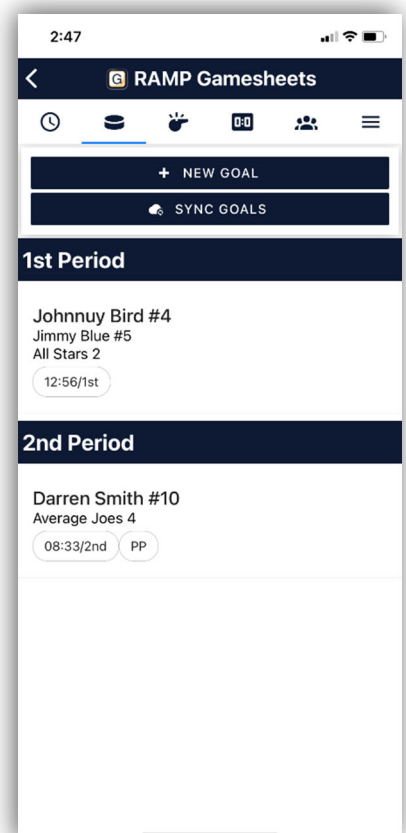 2:47
G RAMP Gamesheets
0:0
+ NEW GOAL
SYNC GOALS
1st Period
Johnnuy Bird #4
Jimmy Blue #5
All Stars 2
12:56/1st
2nd Period
Darren Smith #10
Average Joes 4
08:33/2nd PP